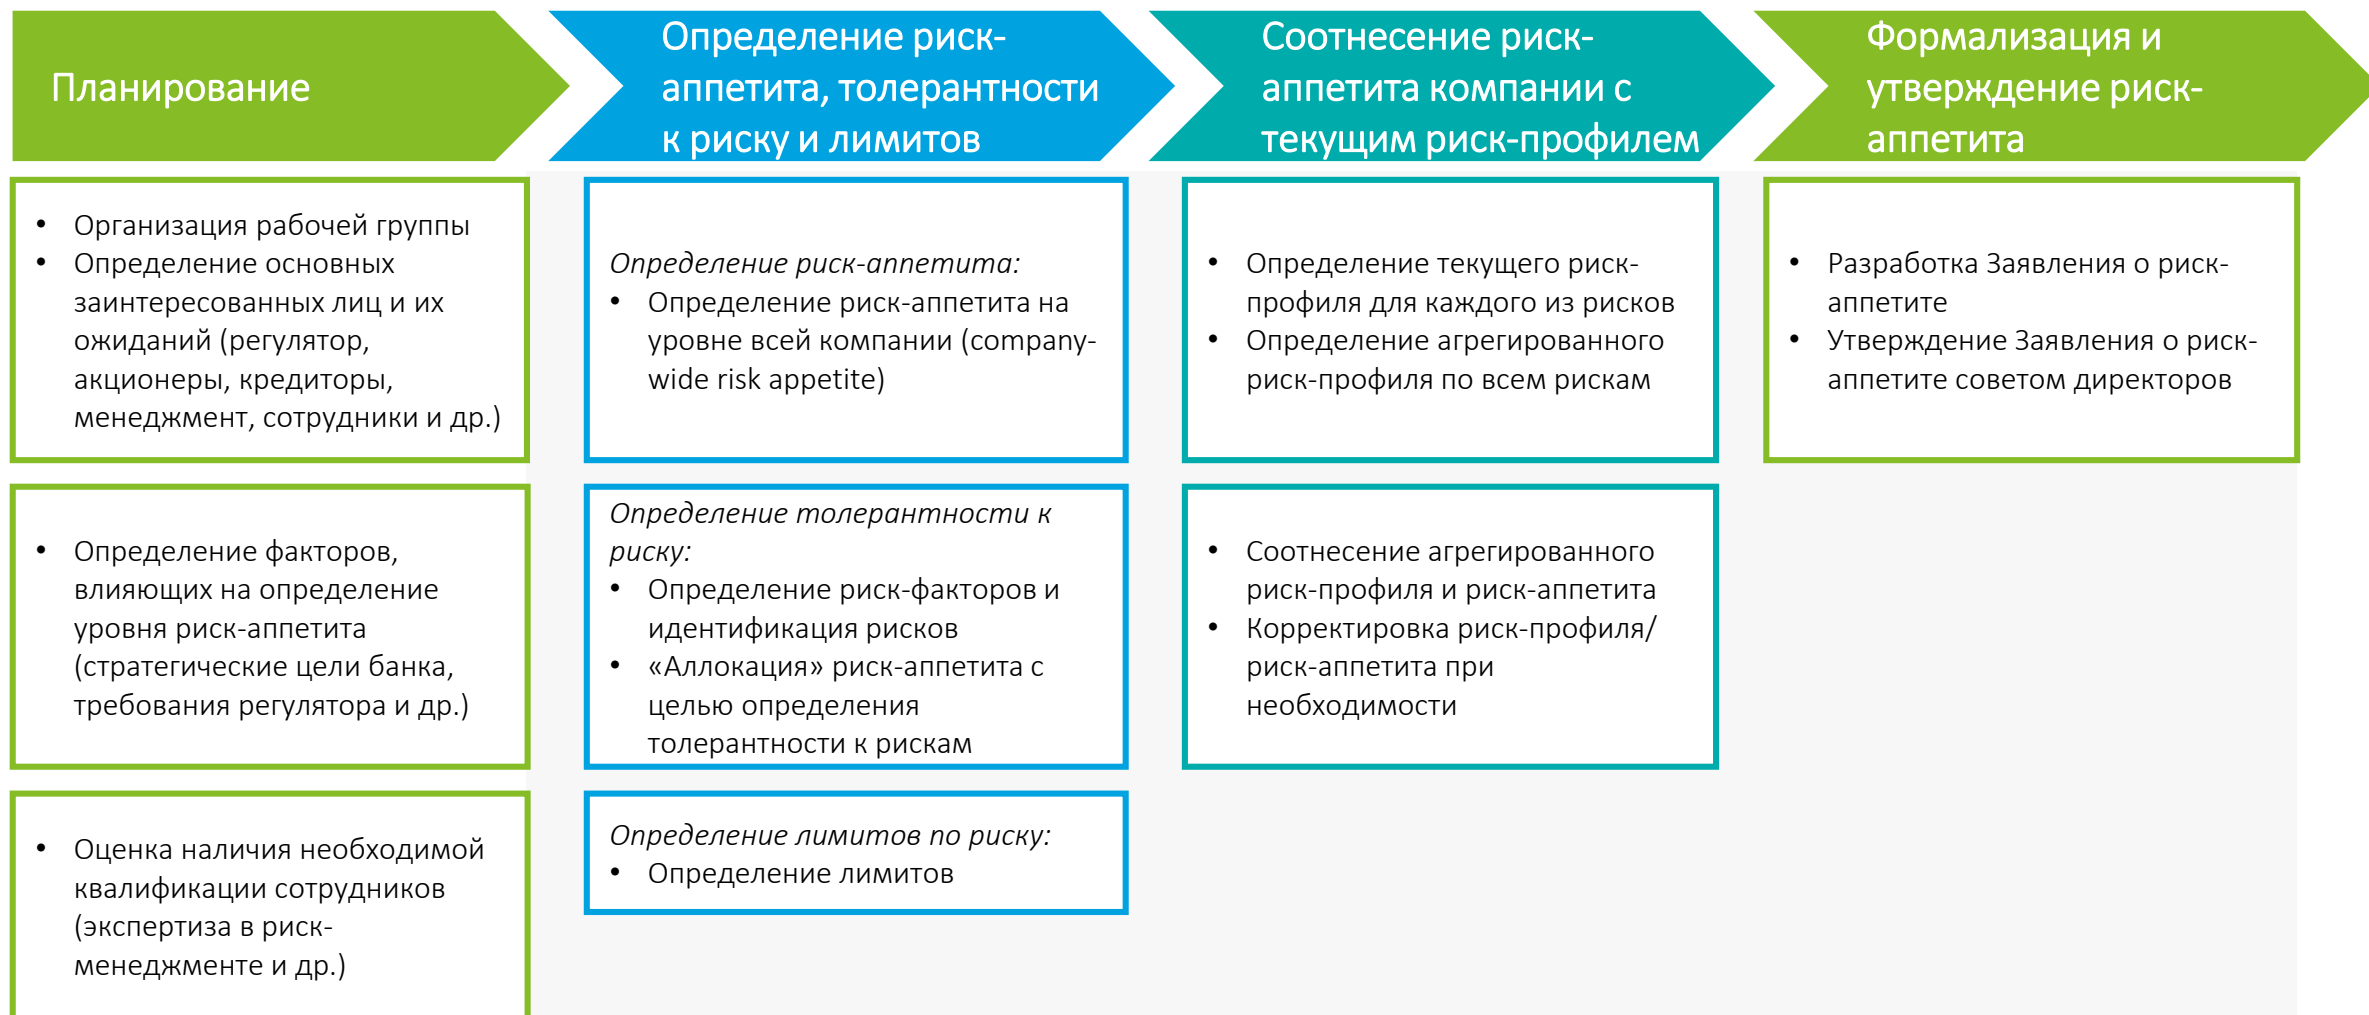 Планирование
Определение риск-
аппетита, толерантности
к риску и лимитов
Соотнесение риск-
аппетита компании с
текущим риск-профилем
Формализация и
утверждение риск-
аппетита
• Организация рабочей группы
• Определение основных
заинтересованных лиц и их
ожиданий (регулятор,
акционеры, кредиторы,
менеджмент, сотрудники и др.)
• Определение факторов,
влияющих на определение
уровня риск-аппетита
(стратегические цели банка,
требования регулятора и др.)
• Оценка наличия необходимой
квалификации сотрудников
(экспертиза в риск-
менеджменте и др.)
Определение риск-аппетита:
• Определение риск-аппетита на
уровне всей компании (company-
wide risk appetite)
Определение толерантности к
риску:
• Определение риск-факторов и
идентификация рисков
• «Аллокация» риск-аппетита с
целью определения
толерантности к рискам
Определение лимитов по риску:
• Определение лимитов
• Определение текущего риск-
профиля для каждого из рисков
• Определение агрегированного
риск-профиля по всем рискам
• Соотнесение агрегированного
риск-профиля и риск-аппетита
• Корректировка риск-профиля/
риск-аппетита при
необходимости
• Разработка Заявления о риск-
аппетите
• Утверждение Заявления о риск-
аппетите советом директоров